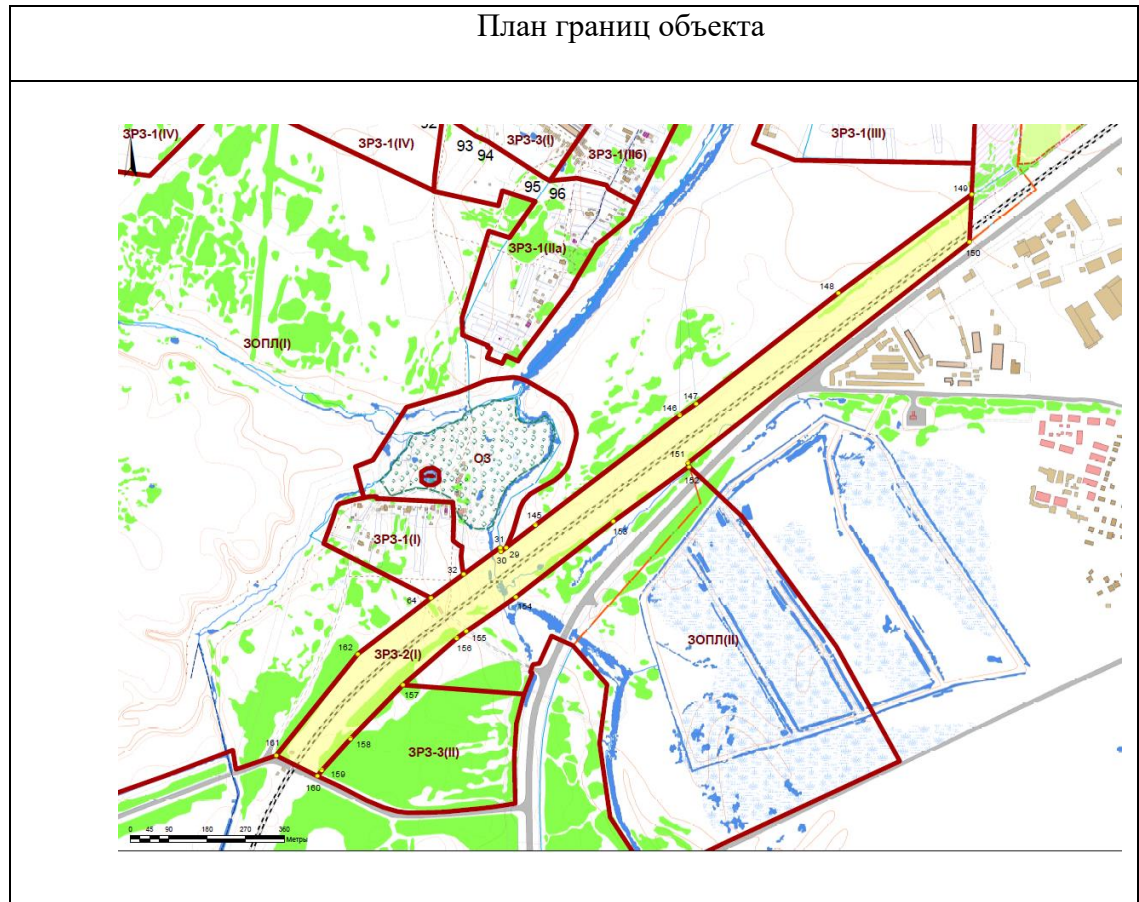 План границ объекта
ЗРЗ-1(IV)
ЗРЗ-1(IV)
92
93
94
ЗРЗ-3(I)
ЗРЗ-1(IIб)
ЗРЗ-1(III)
95
96
149
150
ЗРЗ-1(IIа)
148
ЗОПЛ(I)
147
146
ОЗ
151
152
145
153
31
29
30
ЗРЗ-1(I)
32
64
154
155
156
ЗОПЛ(II)
162
ЗРЗ-2(I)
157
158
ЗРЗ-3(II)
161
159
160
0 45 90 180 270 360
Метры